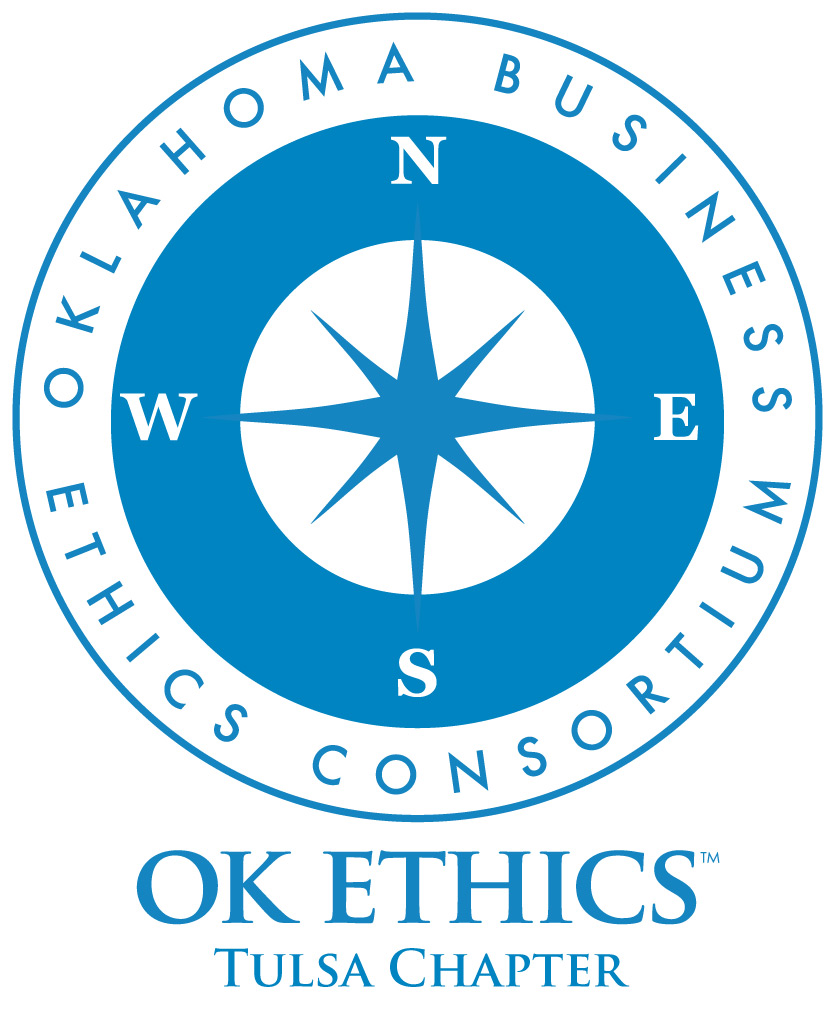 OKLAHOMA BUSINESS
ETHICS CONSORTIUM
N
W
E
S
OK ETHICS™
TULSA CHAPTER